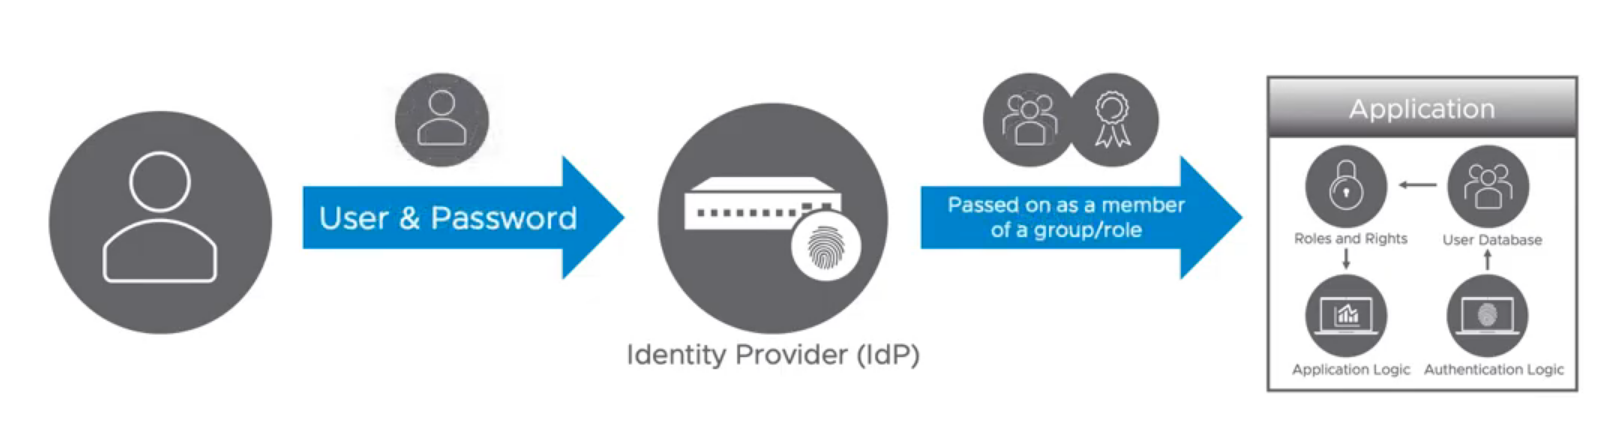 User & Password
Identity Provider (IdP)
Passed on as a member
of a group/role
Application
Roles and Rights
User Database
Application Logic
Authentication Logic